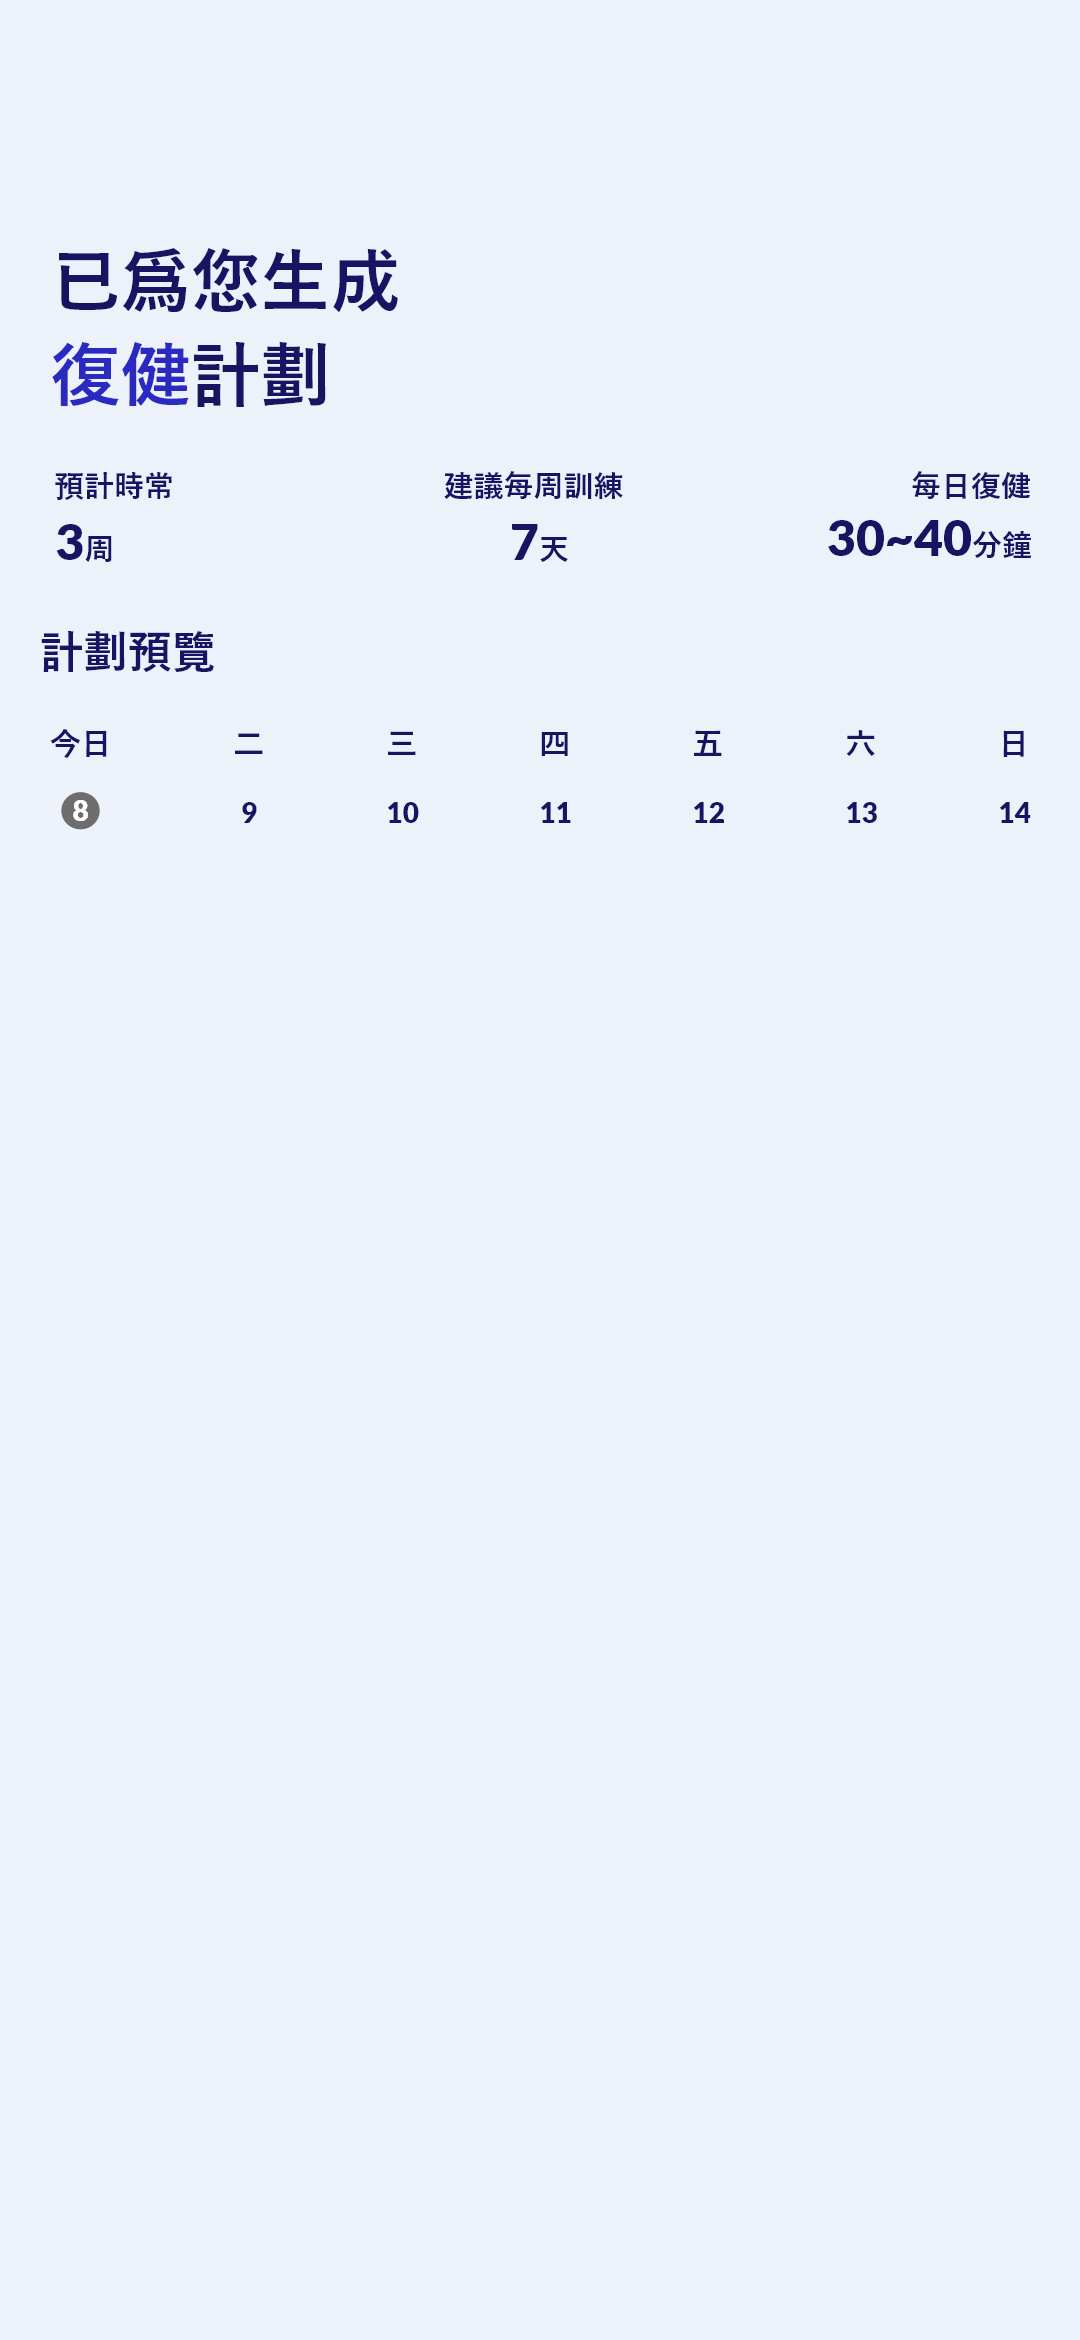 已爲您生成
復健計劃
預計時常 建議每周訓練 每日復健
3周 7天 30~40分鐘
計劃預覽
今日 二 三 四 五 六 日
8 9 10 11 12 13 14